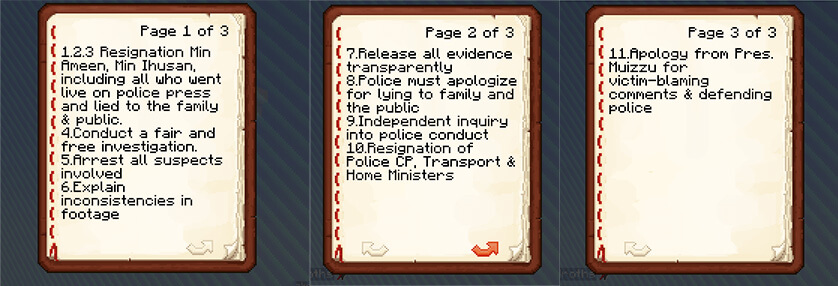 Page 1 of 3
1.2.3 Resignation Min
Ameen, Min Ihusan,
including all who went
live on police press
and lied to the family
& public.
4.Conduct a fair and
free investigation.
5.Arrest all suspects
involved
6.Explain
inconsistencies in
footage
Page 2 of 3
7.Release all evidence
transparently
8.Police must apologize
for lying to family and
the public
9.Independent inquiry
into police conduct
10.Resignation of
Police CP, Transport &
Home Ministers
Page 3 of 3
11.Apology from Pres.
Muizzu for
victim-blaming
comments & defending
police